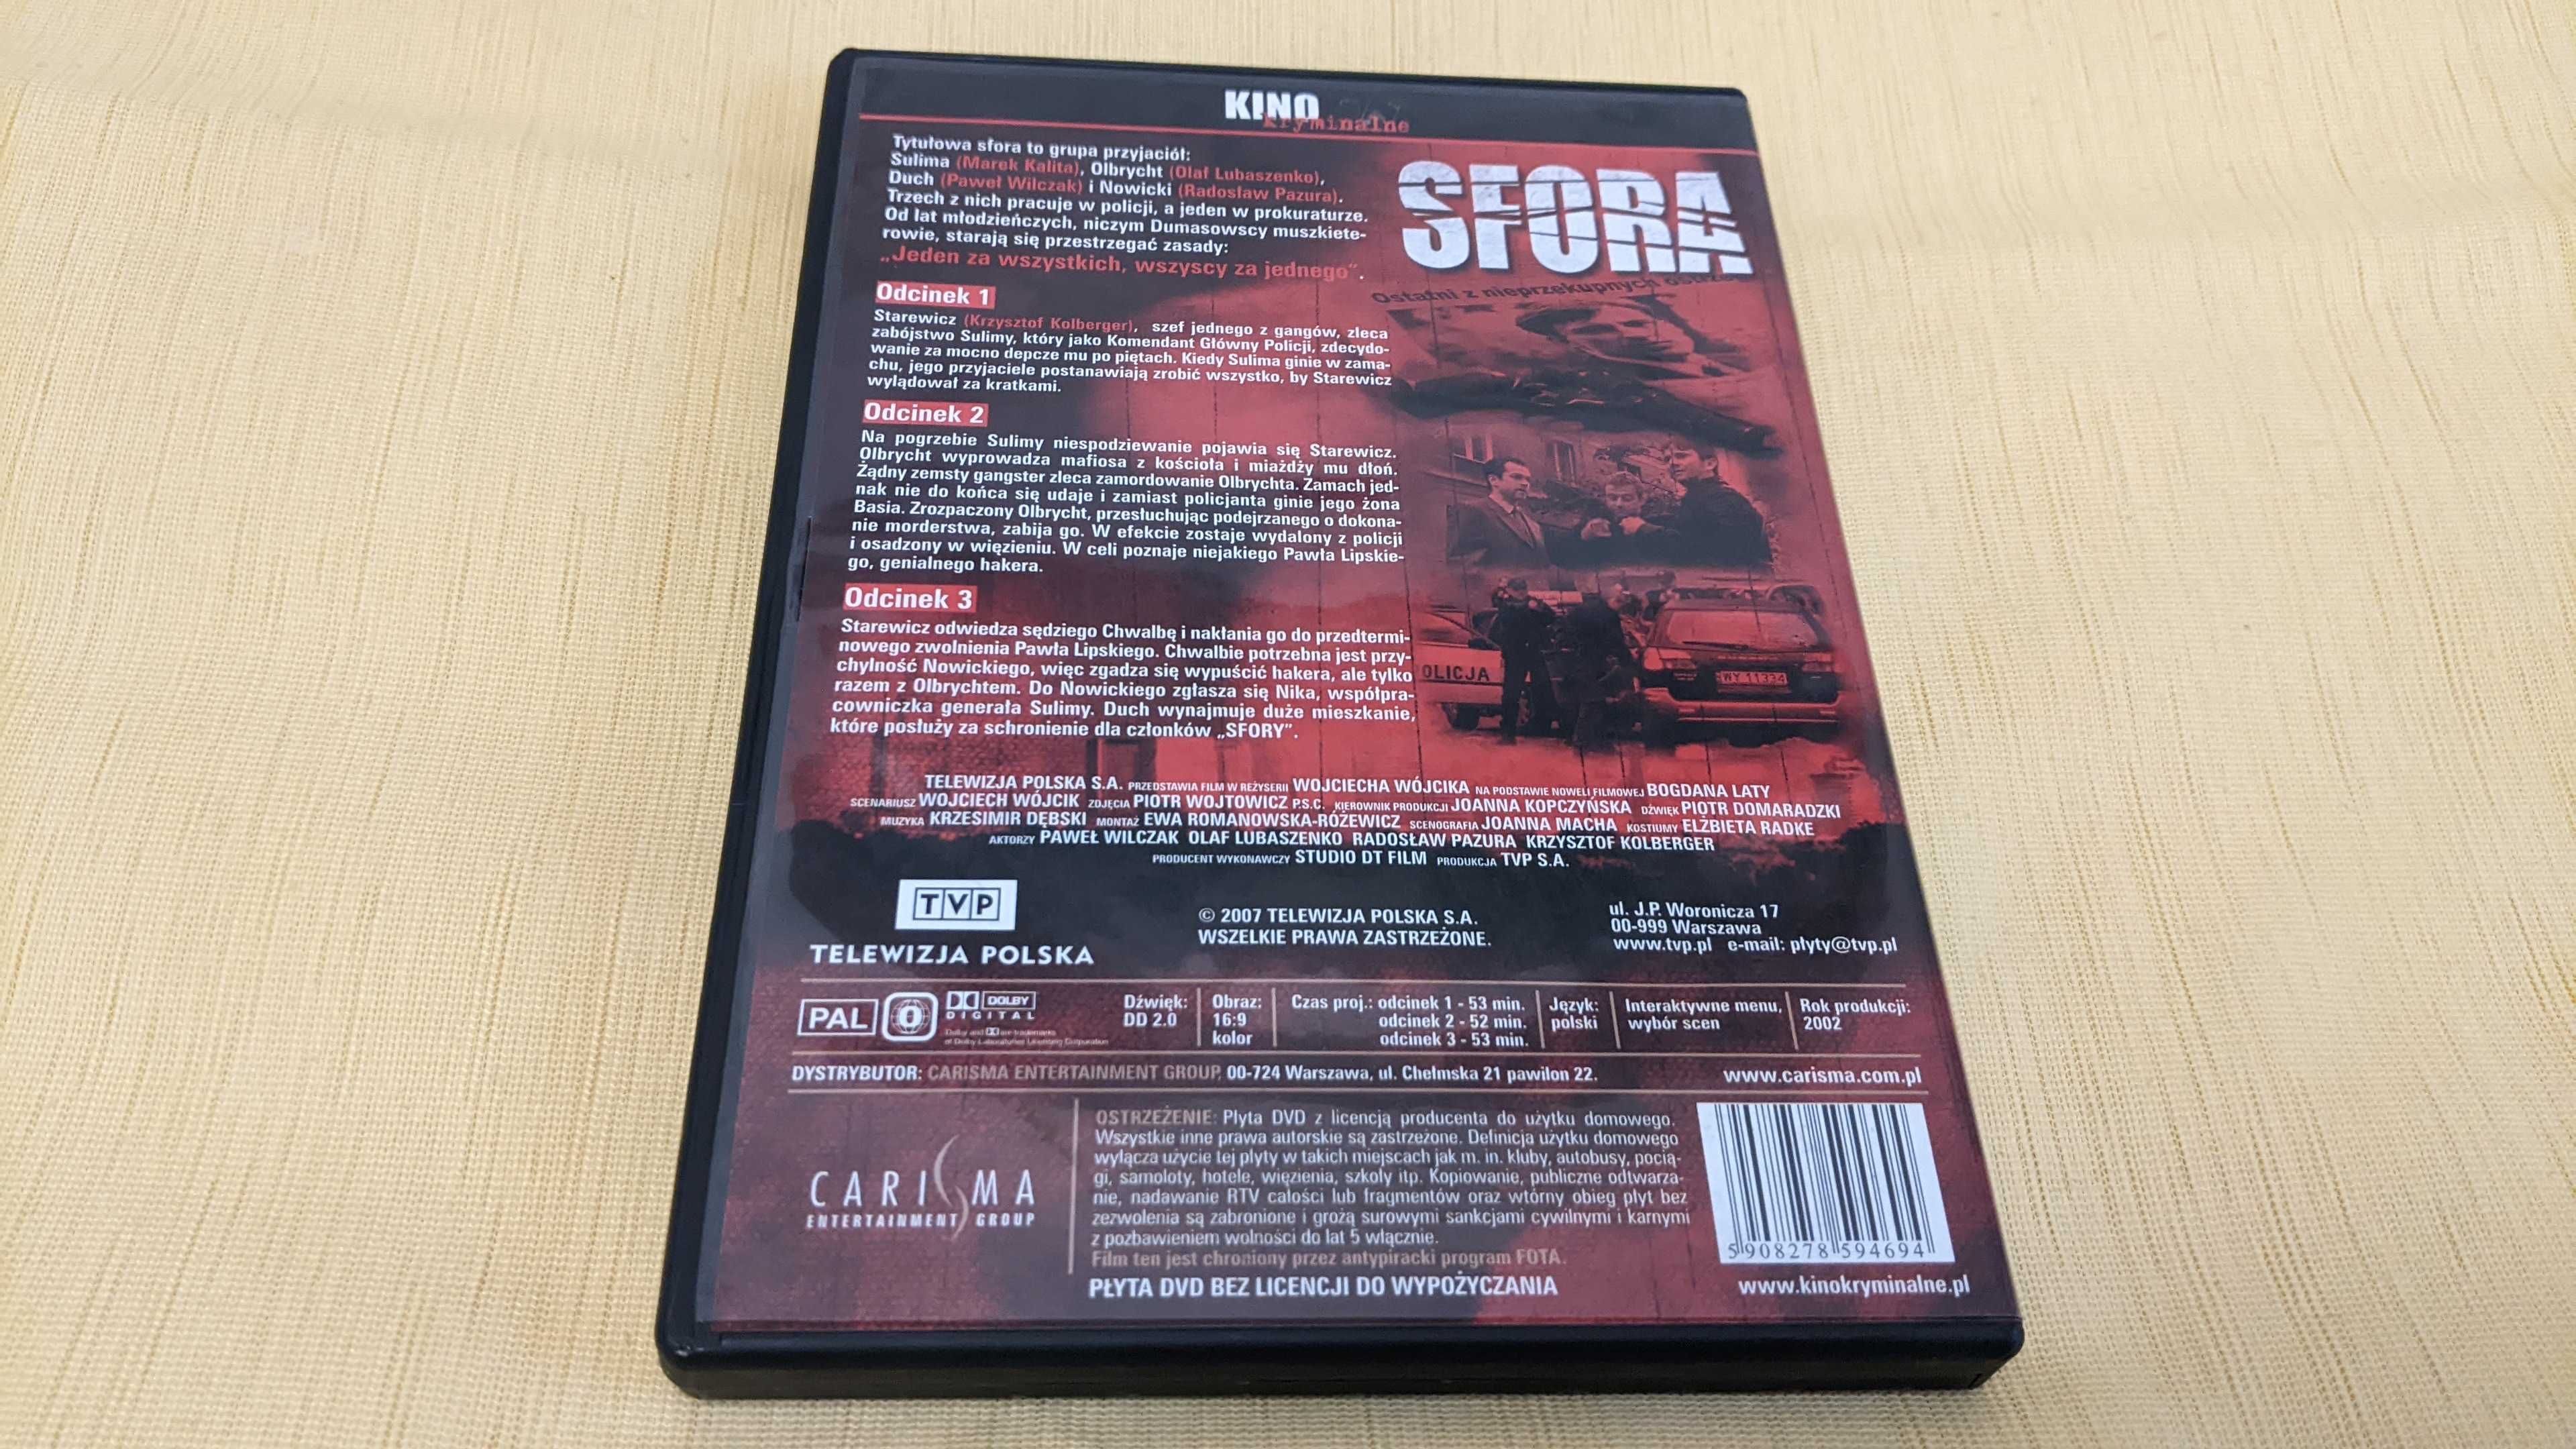 KINO
kryminalne
Tytułowa sfora to grupa przyjaciół:
Sulima (Marek Kalita), Olbrycht (Olaf Lubaszenko),
Duch (Paweł Wilczak) i Nowicki (Radosław Pazura).
Trzech z nich pracuje w policji, a jeden w prokuraturze.
Od lat młodzieńczych, niczym Dumasowscy muszkiete-
rowie, starają się przestrzegać zasady:
„Jeden za wszystkich, wszyscy za jednego".
SFORA
Ostatni z nieprzekupnych
Odcinek 1
Starewicz (Krzysztof Kolberger), szef jednego z gangów, zleca
zabójstwo Sulimy, który jako Komendant Główny Policji, zdecydo-
wanie za mocno depcze mu po piętach. Kiedy Sulima ginie w zama-
chu, jego przyjaciele postanawiają zrobić wszystko, by Starewicz
wylądował za kratkami.
Odcinek 2
Na pogrzebie Sulimy niespodziewanie pojawia się Starewicz.
Olbrycht wyprowadza mafiosa z kościoła i miażdży mu dłoń.
Żądny zemsty gangster zleca zamordowanie Olbrychta. Zamach jed-
nak nie do końca się udaje i zamiast policjanta ginie jego żona
Basia. Zrozpaczony Olbrycht, przesłuchując podejrzanego o dokona-
nie morderstwa, zabija go. W efekcie zostaje wydalony z policji
i osadzony w więzieniu. W celi poznaje niejakiego Pawła Lipskie-
go, genialnego hakera.
Odcinek 3
Starewicz odwiedza sędziego Chwalbę i nakłania go do przedtermi-
nowego zwolnienia Pawła Lipskiego. Chwalbie potrzebna jest przy-
chylność Nowickiego, więc zgadza się wypuścić hakera, ale tylko
razem z Olbrychtem. Do Nowickiego zgłasza się Nika, współpra-
cowniczka generała Sulimy. Duch wynajmuje duże mieszkanie,
które posłuży za schronienie dla członków „SFORY".
OLICJA
WY 11334
TELEWIZJA POLSKA S.A. PRZEDSTAWIA FILM W REŻYSERII WOJCIECHA WÓJCIKA NA PODSTAWIE NOWELI FILMOWEJ BOGDANA LATY
SCENARIUSZ WOJCIECH WÓJCIK ZDJĘCIA PIOTR WOJTOWICZ P.S.C. KIEROWNIK PRODUKCJI JOANNA KOPCZYŃSKA DŹWIĘK PIOTR DOMARADZKI
MUZYKA KRZESIMIR DĘBSKI MONTAŻ EWA ROMANOWSKA-RÓŻEWICZ SCENOGRAFIA JOANNA MACHA KOSTIUMY ELŻBIETA RADKE
AKTORZY PAWEŁ WILCZAK OLAF LUBASZENKO RADOSŁAW PAZURA KRZYSZTOF KOLBERGER
PRODUCENT WYKONAWCZY STUDIO DT FILM PRODUKCJA TVP S.A.
TVP
TELEWIZJA POLSKA
© 2007 TELEWIZJA POLSKA S.A.
WSZELKIE PRAWA ZASTRZEŻONE.
ul. J.P. Woronicza 17
00-999 Warszawa
www.tvp.pl e-mail: plyty@tvp.pl
PAL
0
DOLBY
DIGITAL
Dolby and are trademarks
of Dolby Laboratories Licensing Corporation
Dźwięk:
DD 2.0
Obraz:
16:9
kolor
Czas proj.: odcinek 1 - 53 min.
odcinek 2 - 52 min.
odcinek 3 - 53 min.
Język:
polski
Interaktywne menu,
wybór scen
Rok produkcji:
2002
DYSTRYBUTOR: CARISMA ENTERTAINMENT GROUP, 00-724 Warszawa, ul. Chełmska 21 pawilon 22.
www.carisma.com.pl
CARISMA
ENTERTAINMENT GROUP
OSTRZEŻENIE: Płyta DVD z licencją producenta do użytku domowego.
Wszystkie inne prawa autorskie są zastrzeżone. Definicja użytku domowego
wyłącza użycie tej płyty w takich miejscach jak m. in. kluby, autobusy, pocią-
gi, samoloty, hotele, więzienia, szkoły itp. Kopiowanie, publiczne odtwarza-
nie, nadawanie RTV całości lub fragmentów oraz wtórny obieg płyt bez
zezwolenia są zabronione i grożą surowymi sankcjami cywilnymi i karnymi
z pozbawieniem wolności do lat 5 włącznie.
Film ten jest chroniony przez antypiracki program FOTA.
PŁYTA DVD BEZ LICENCJI DO WYPOŻYCZANIA
5 908278 594694
www.kinokryminalne.pl